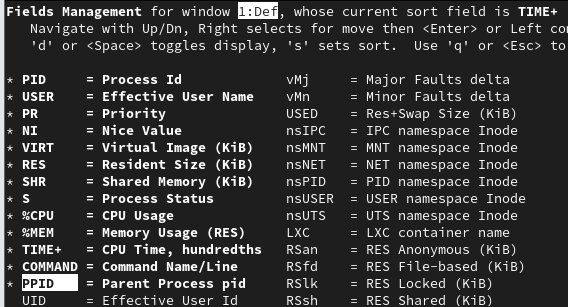 Fields Management for window 1:Def, whose current sort field is TIME+
Navigate with Up/Dn, Right selects for move then <Enter> or Left co
'd' or <Space> toggles display, 's' sets sort. Use 'q' or <Esc> to
* PID = Process Id vMj = Major Faults delta
* USER = Effective User Name vMn = Minor Faults delta
* PR = Priority USED = Res+Swap Size (KiB)
* NI = Nice Value nsIPC = IPC namespace Inode
* VIRT = Virtual Image (KiB) nsMNT = MNT namespace Inode
* RES = Resident Size (KiB) nsNET = NET namespace Inode
* SHR = Shared Memory (KiB) nsPID = PID namespace Inode
* S = Process Status nsUSER = USER namespace Inode
* %CPU = CPU Usage nsUTS = UTS namespace Inode
* %MEM = Memory Usage (RES) LXC = LXC container name
* TIME+ = CPU Time, hundredths RSan = RES Anonymous (KiB)
* COMMAND = Command Name/Line RSfd = RES File-based (KiB)
* PPID = Parent Process pid RSlk = RES Locked (KiB)
UID = Effective User Id RSsh = RES Shared (KiB)